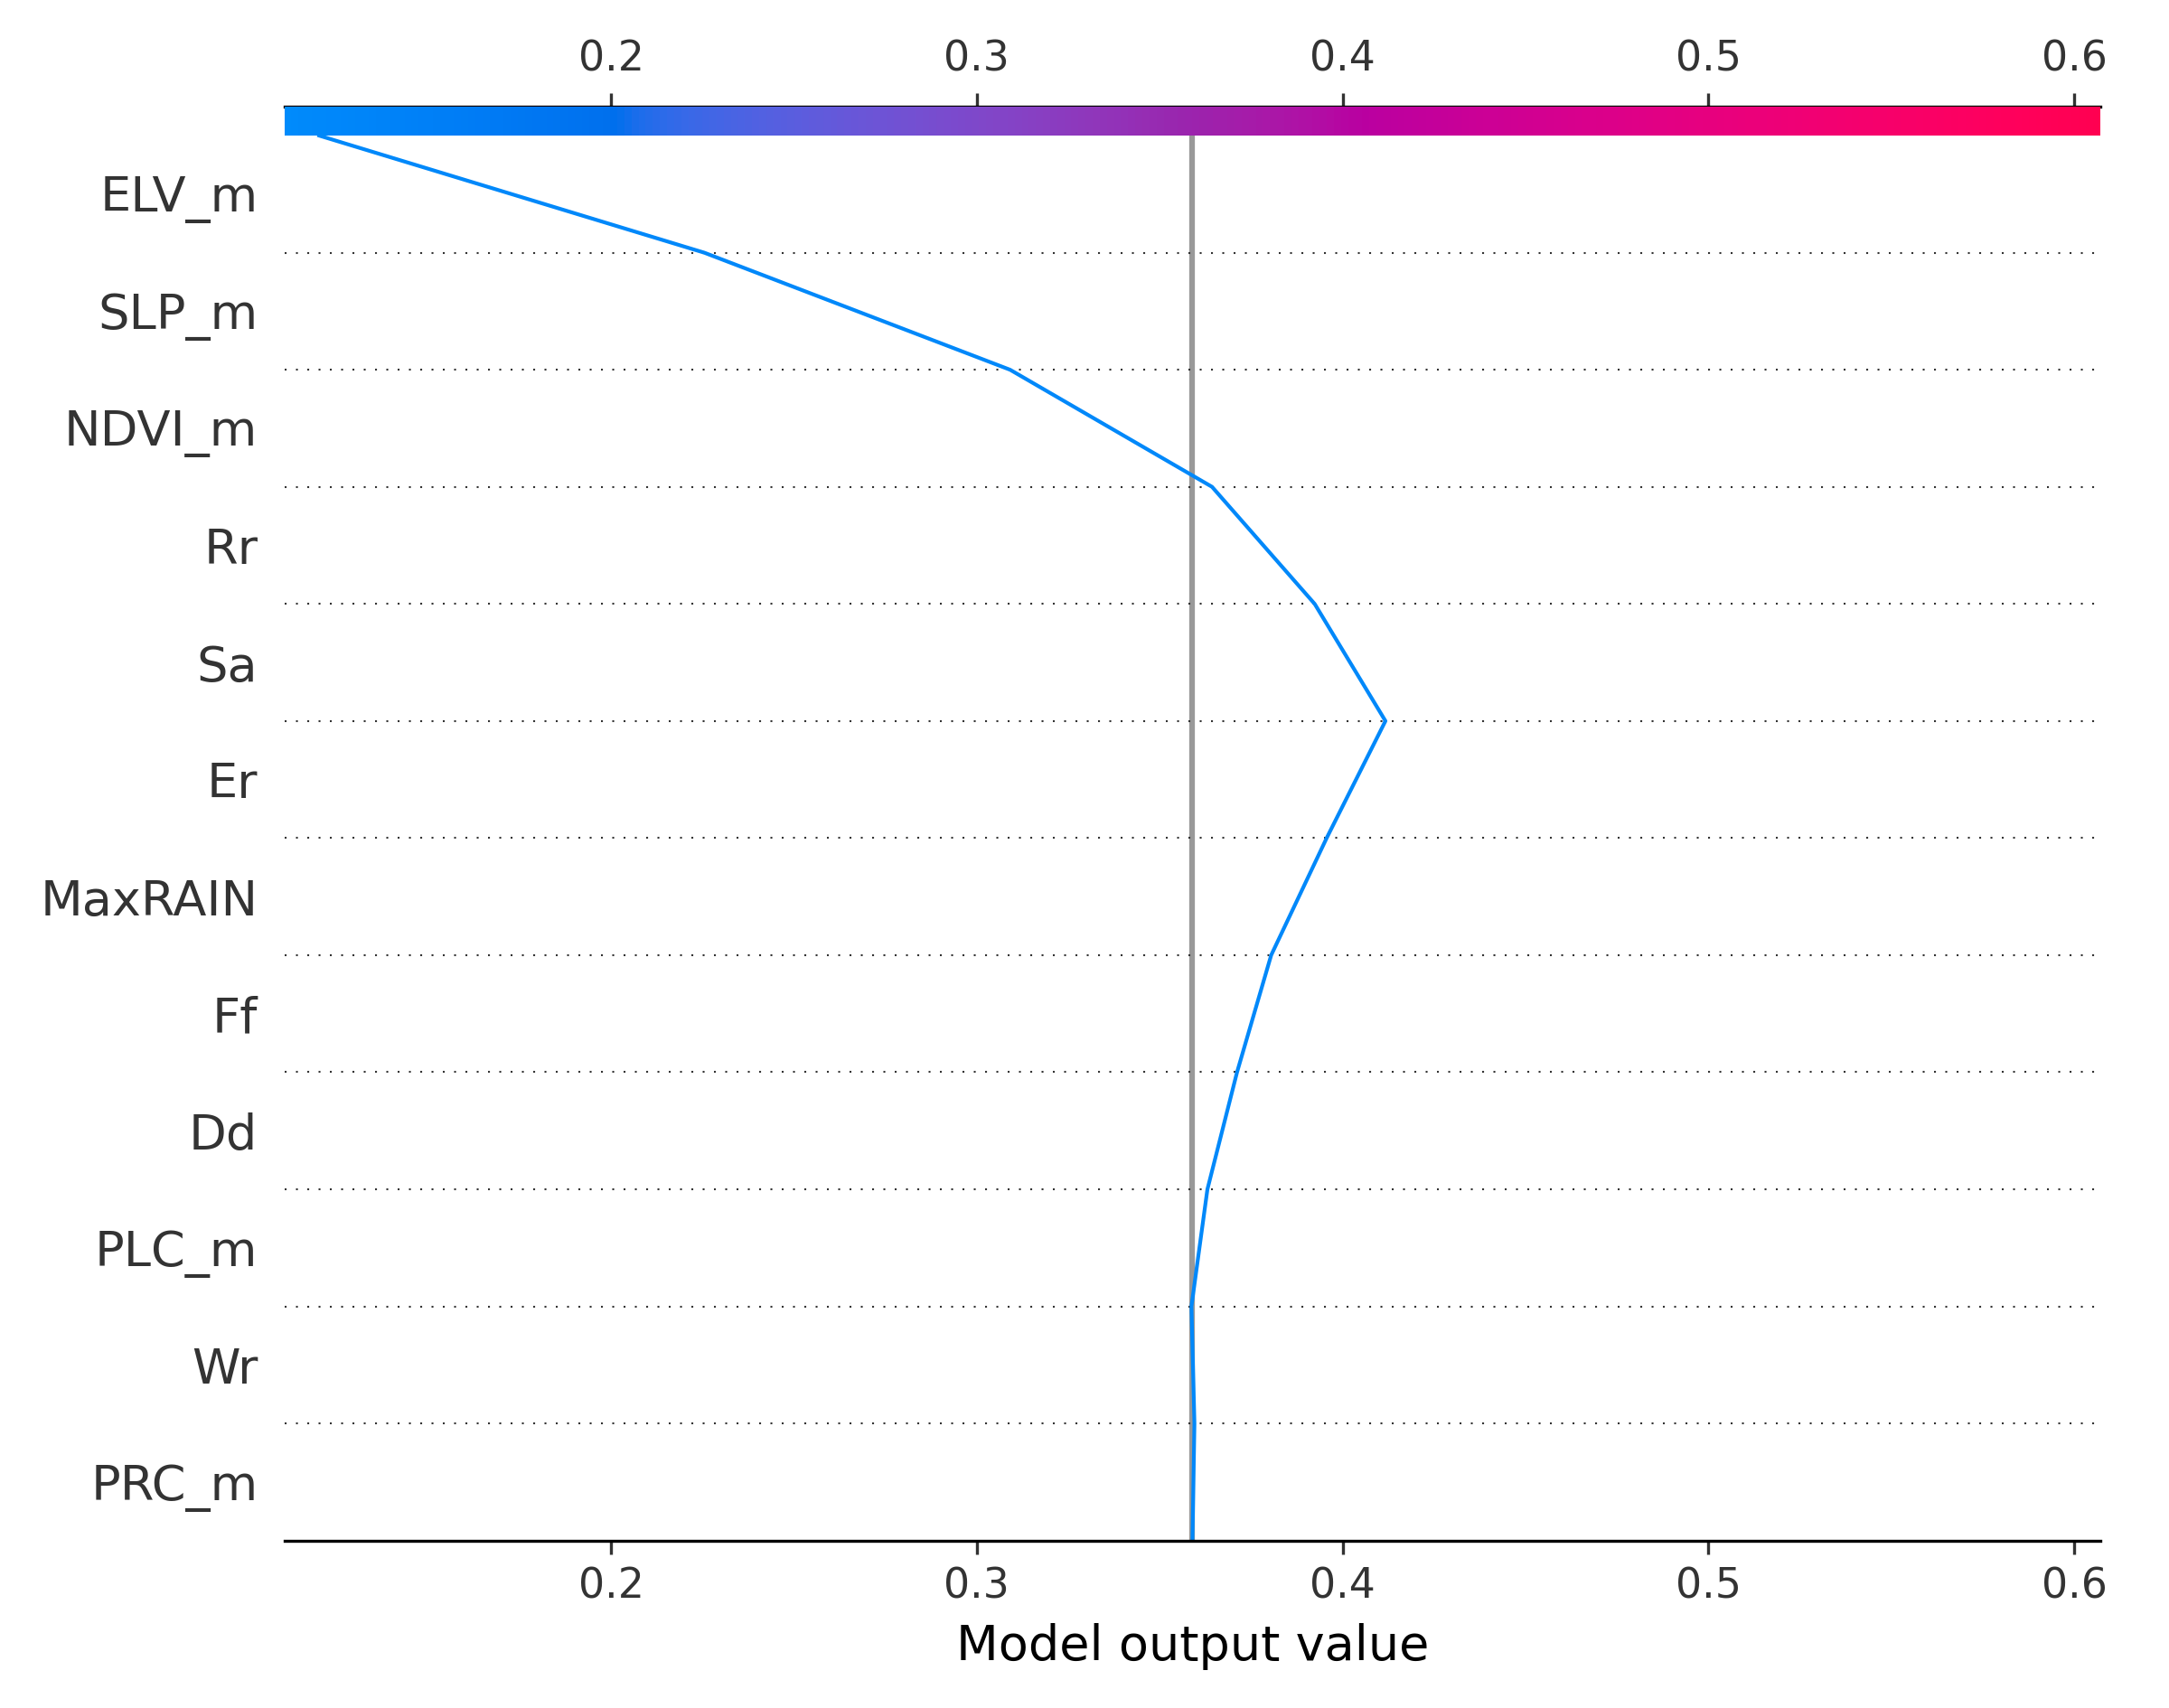 0.2 0.3 0.4 0.5 0.6
ELV_m
SLP_m
NDVI_m
Rr
Sa
Er
MaxRAIN
Ff
Dd
PLC_m
Wr
PRC_m
0.2 0.3 0.4 0.5 0.6
Model output value